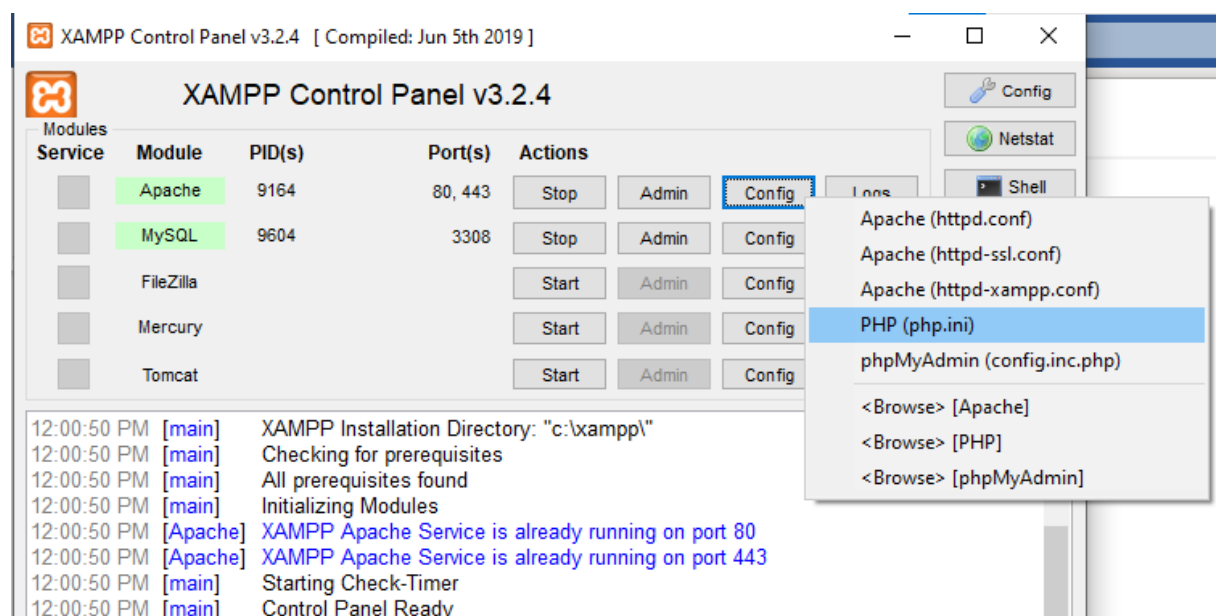 XAMPP Control Panel v3.2.4 [ Compiled: Jun 5th 2019 ]
XAMPP Control Panel v3.2.4
Config
Modules
Service Module PID(s) Port(s) Actions
Netstat
Apache 9164 80, 443 Stop Admin Config Logs
Shell
MySQL 9604 3308 Stop Admin Config
FileZilla Start Admin Config
Mercury Start Admin Config
Tomcat Start Admin Config
Apache (httpd.conf)
Apache (httpd-ssl.conf)
Apache (httpd-xampp.conf)
PHP (php.ini)
phpMyAdmin (config.inc.php)
<Browse> [Apache]
<Browse> [PHP]
<Browse> [phpMyAdmin]
12:00:50 PM [main] XAMPP Installation Directory: "c:\xampp\"
12:00:50 PM [main] Checking for prerequisites
12:00:50 PM [main] All prerequisites found
12:00:50 PM [main] Initializing Modules
12:00:50 PM [Apache] XAMPP Apache Service is already running on port 80
12:00:50 PM [Apache] XAMPP Apache Service is already running on port 443
12:00:50 PM [main] Starting Check-Timer
12:00:50 PM [main] Control Panel Ready